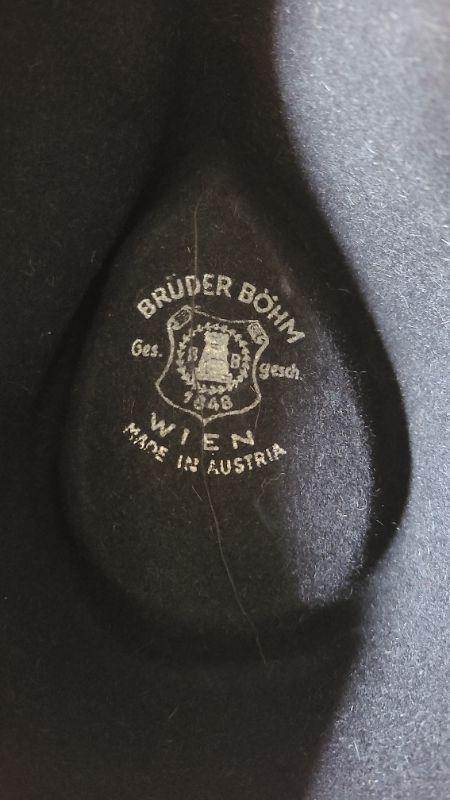 BRÜDER BÖHM
Ges. B B gesch.
1848
WIEN
MADE IN AUSTRIA